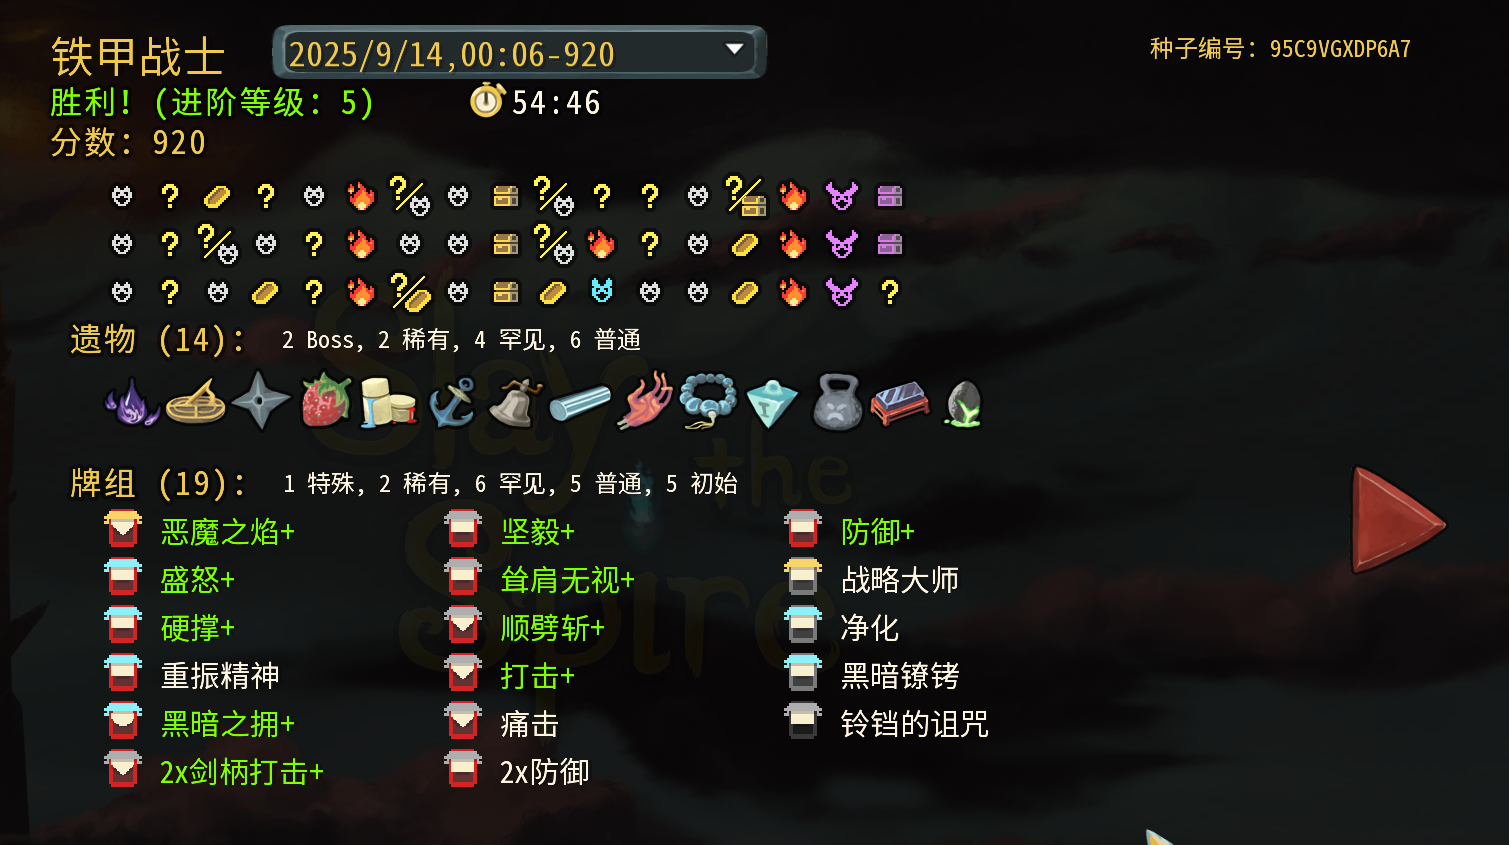 铁甲战士
2025/9/14,00:06-920
种子编号: 95C9VGXDP6A7
胜利! (进阶等级: 5)
54:46
分数: 920
遗物 (14):
2 Boss, 2 稀有, 4 罕见, 6 普通
Slay the Spire
牌组 (19):
1 特殊, 2 稀有, 6 罕见, 5 普通, 5 初始
恶魔之焰+
坚毅+
防御+
盛怒+
耸肩无视+
战略大师
硬撑+
顺劈斩+
净化
重振精神
打击+
黑暗镣铐
黑暗之拥+
痛击
铃铛的诅咒
2x剑柄打击+
2x防御